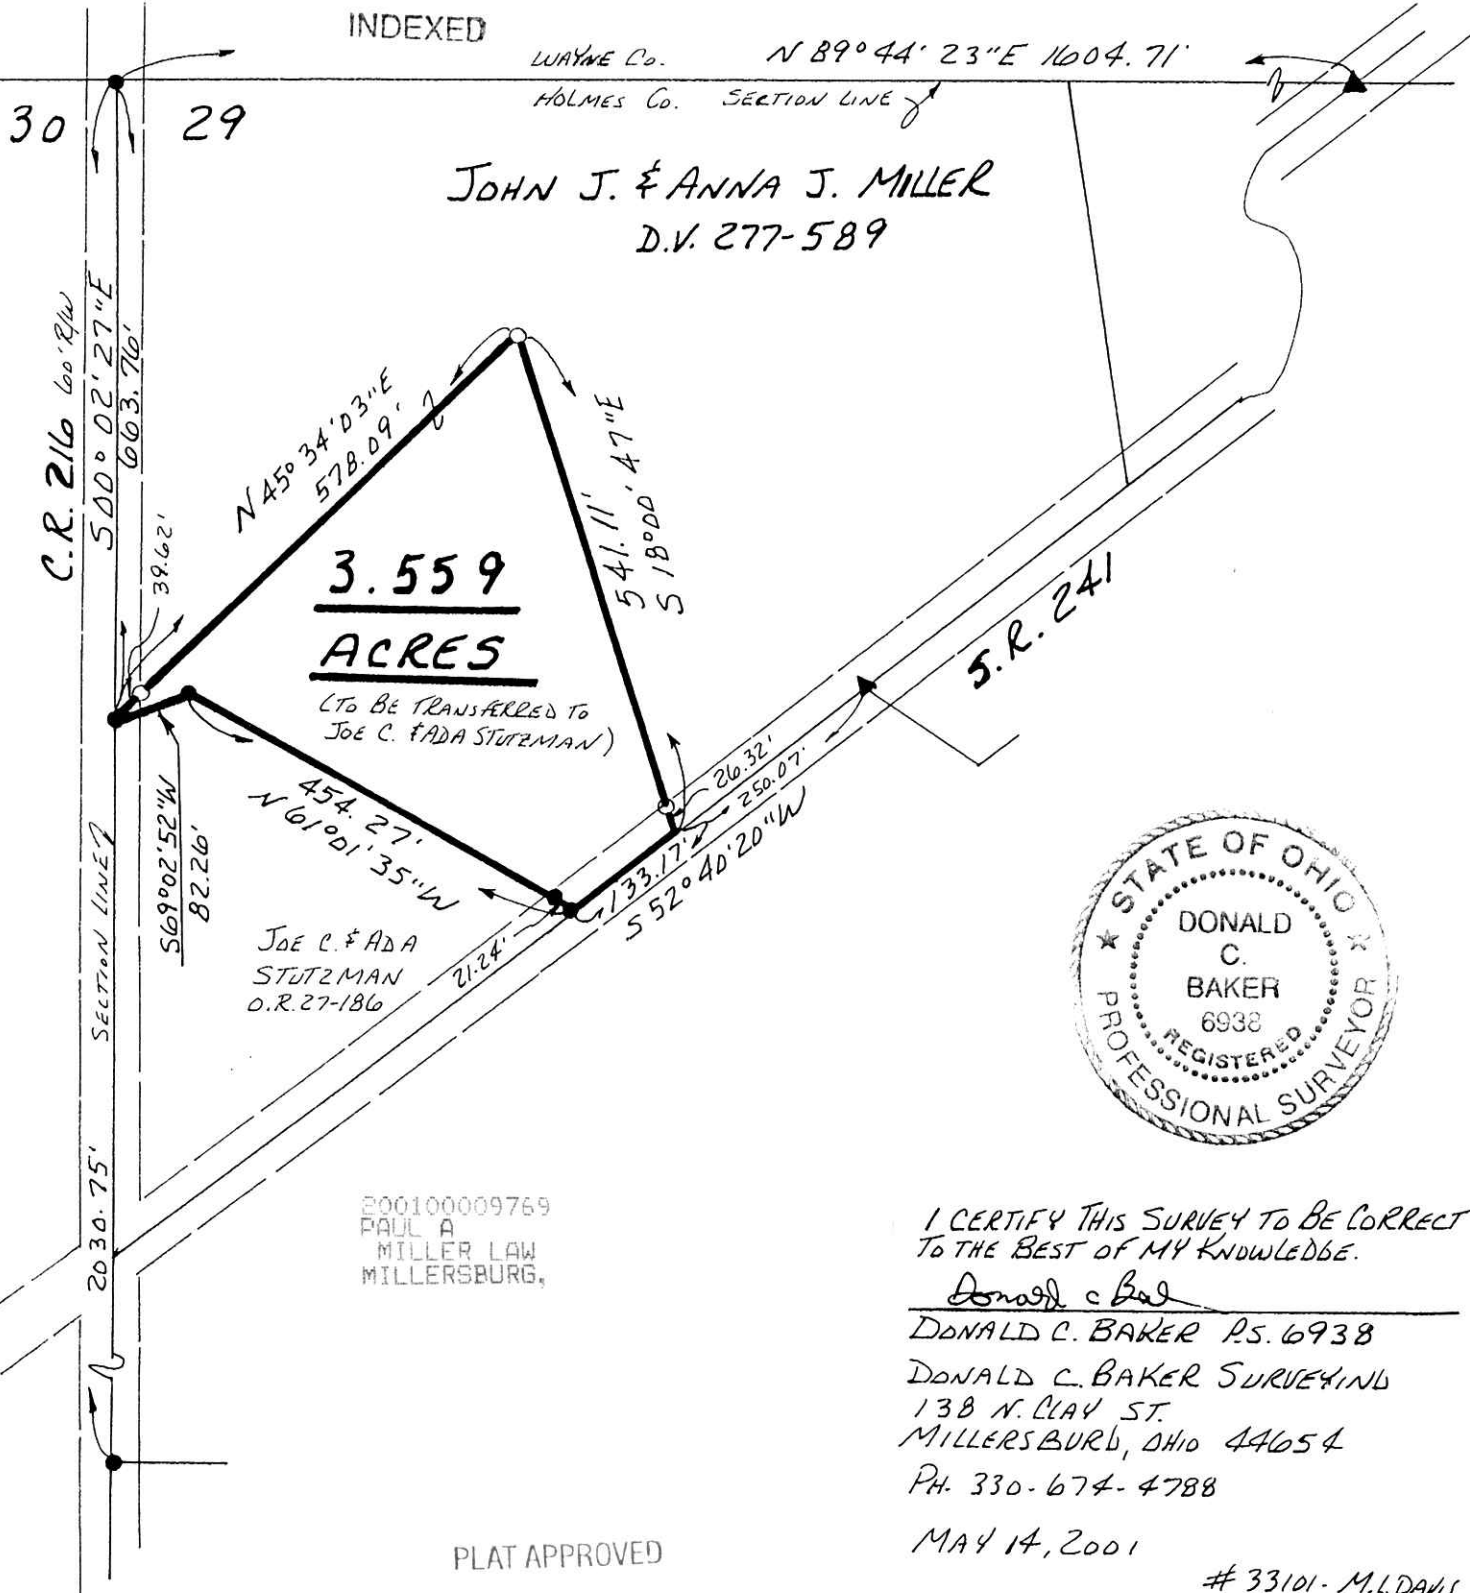 INDEXED
WAYNE CO. N 89° 44' 23"E 1604.71'
HOLMES CO. SECTION LINE
30 29
JOHN J. & ANNA J. MILLER
D.V. 277-589
C.R. 216 60' R/W
S 00° 02' 27"E
663.76'
N 45° 34' 03"E
578.09'
39.62'
541.11'
S 18° 00' 47"E
3.559
ACRES
(TO BE TRANSFERRED TO
JOE C. & ADA STUTZMAN)
S.R. 241
26.32'
250.07'
133.17'
S 52° 40' 20"W
454.27'
N 61° 01' 35"W
S 69° 02' 52"W
82.26'
SECTION LINE
JOE C. & ADA
STUTZMAN
O.R. 27-186
21.24'
2030.75'
STATE OF OHIO
DONALD
C.
BAKER
6938
REGISTERED
PROFESSIONAL SURVEYOR
200100009769
PAUL A
MILLER LAW
MILLERSBURG,
I CERTIFY THIS SURVEY TO BE CORRECT
TO THE BEST OF MY KNOWLEDGE.
Donald C Bak
DONALD C. BAKER P.S. 6938
DONALD C. BAKER SURVEYING
138 N. CLAY ST.
MILLERSBURG, OHIO 44654
PH. 330-674-4788
MAY 14, 2001
PLAT APPROVED
# 33101- M.L. DAVIS